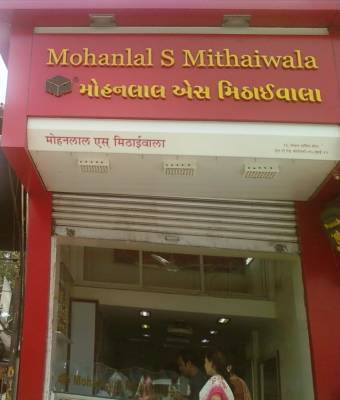 Mohanlal S Mithaiwala
મોહનલાલ એસ મિઠાઈવાલા
मोहनलाल एस् मिठाईवाला